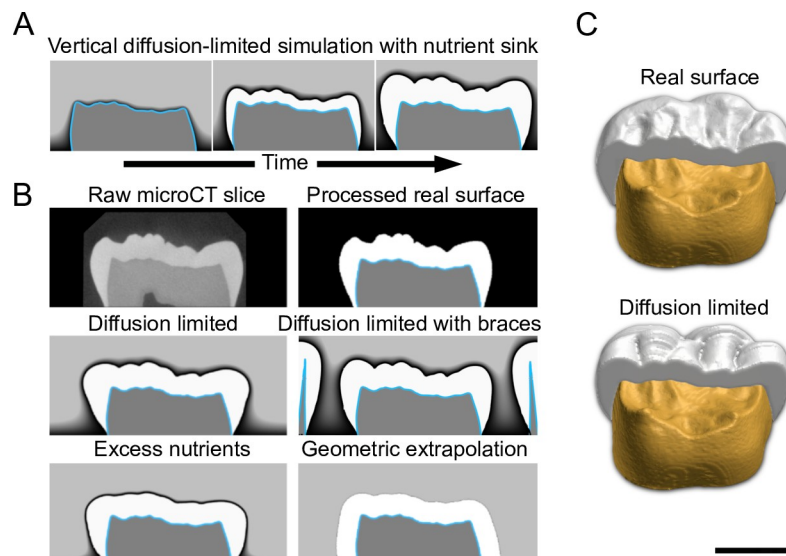 A
Vertical diffusion-limited simulation with nutrient sink
Time
B
Raw microCT slice
Processed real surface
Diffusion limited
Diffusion limited with braces
Excess nutrients
Geometric extrapolation
C
Real surface
Diffusion limited